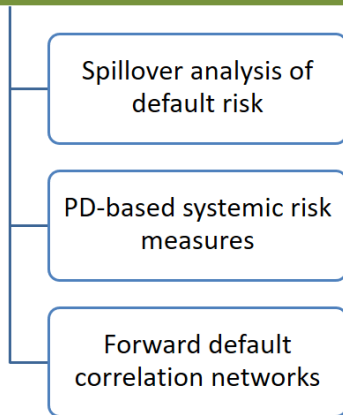 Spillover analysis of
default risk
PD-based systemic risk
measures
Forward default
correlation networks